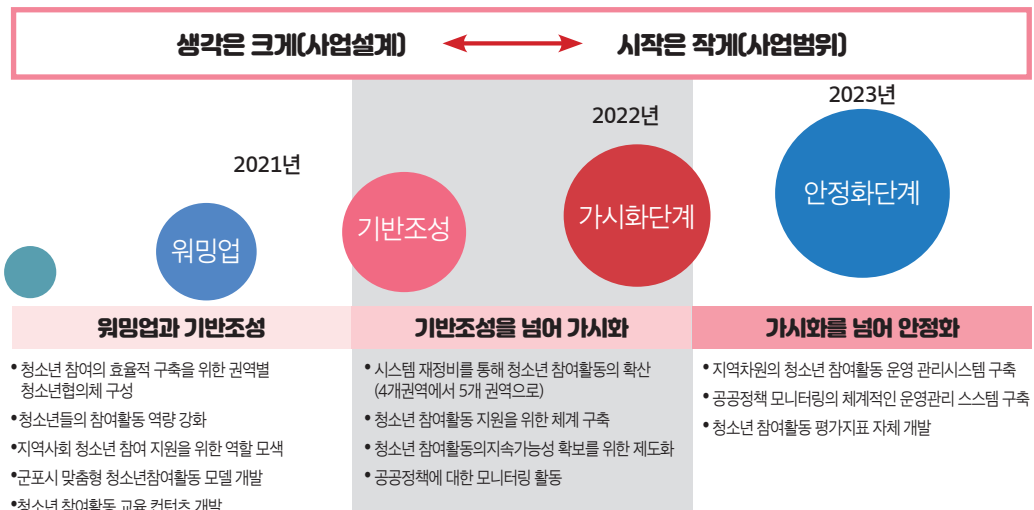 생각은 크게(사업설계)
시작은 작게(사업범위)
2021년
2022년
2023년
워밍업
기반조성
가시화단계
안정화단계
워밍업과 기반조성
• 청소년 참여의 효율적 구축을 위한 권역별
청소년협의체 구성
•청소년들의 참여활동 역량 강화
•지역사회 청소년 참여 지원을 위한 역할 모색
•군포시 맞춤형 청소년참여활동 모델 개발
•청소년 참여활동 교육 컨텐츠 개발
기반조성을 넘어 가시화
• 시스템 재정비를 통해 청소년 참여활동의 확산
(4개권역에서 5개 권역으로)
• 청소년 참여활동 지원을 위한 체계 구축
• 청소년 참여활동의지속가능성 확보를 위한 제도화
• 공공정책에 대한 모니터링 활동
가시화를 넘어 안정화
• 지역차원의 청소년 참여활동 운영 관리시스템 구축
• 공공정책 모니터링의 체계적인 운영관리 스스템 구축
• 청소년 참여활동 평가지표 자체 개발